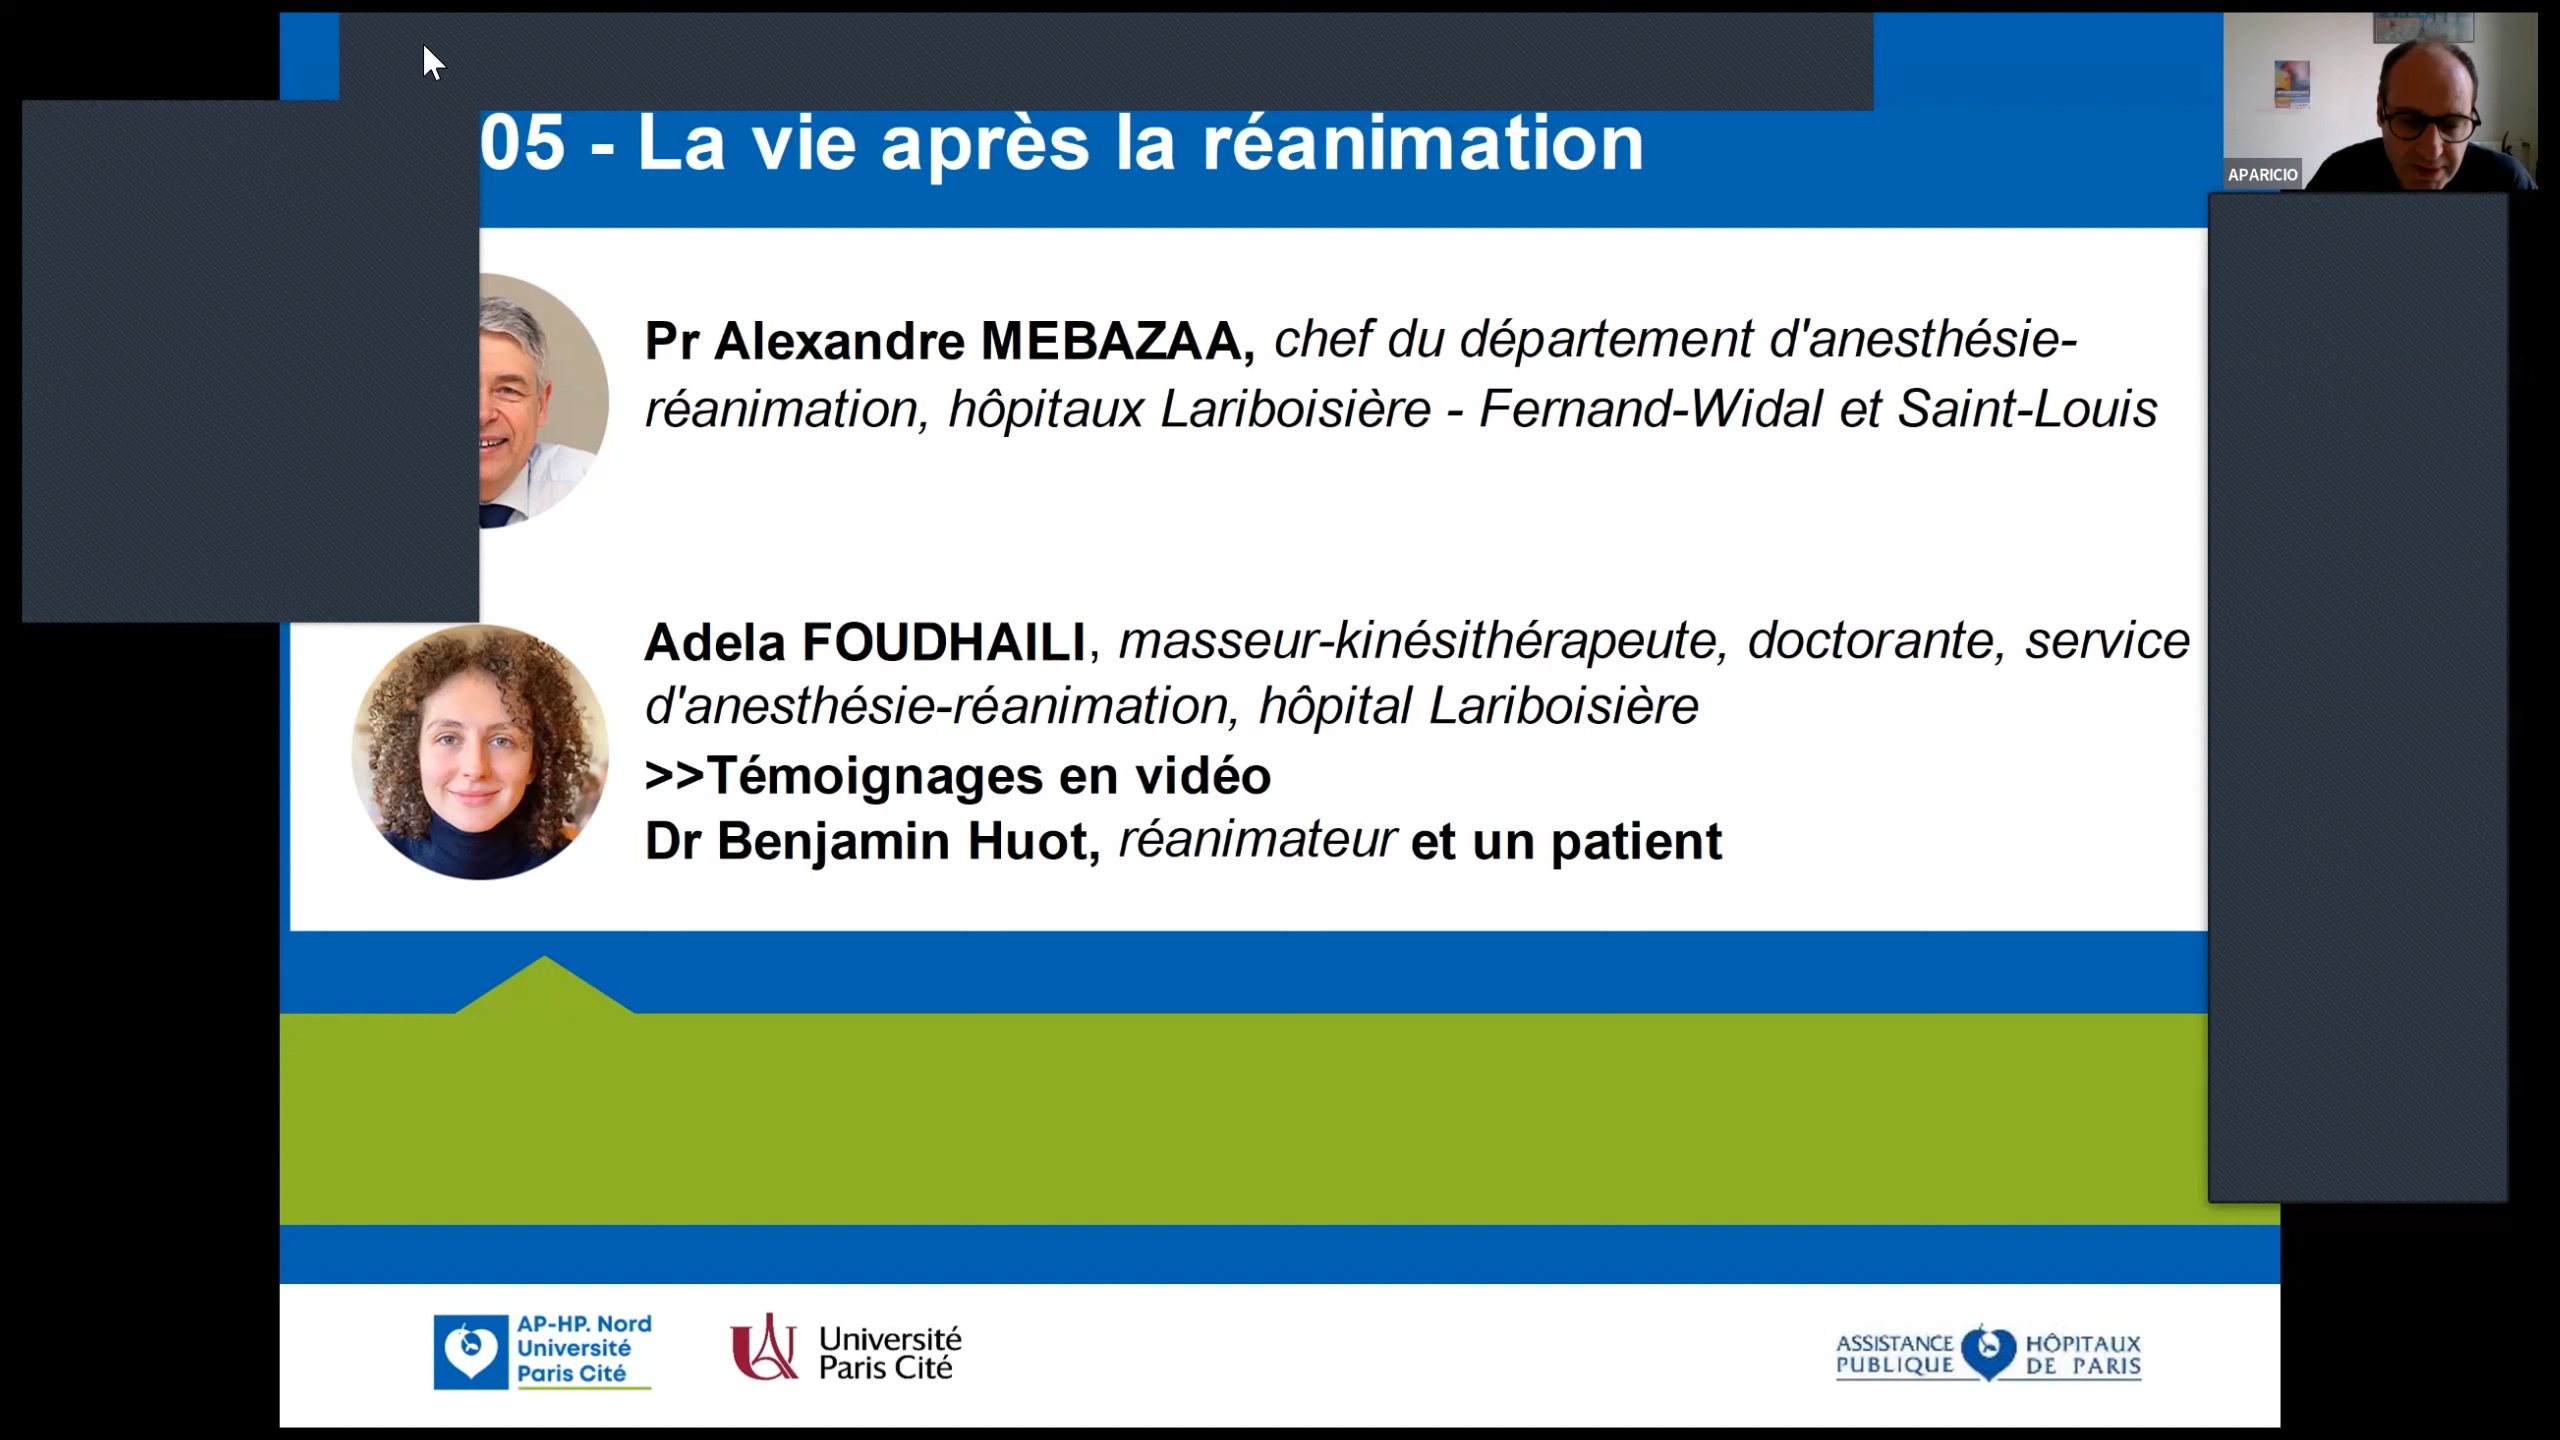 05 - La vie après la réanimation
APARICIO
Pr Alexandre MEBAZAA, chef du département d'anesthésie-
réanimation, hôpitaux Lariboisière - Fernand-Widal et Saint-Louis
Adela FOUDHAILI, masseur-kinésithérapeute, doctorante, service
d'anesthésie-réanimation, hôpital Lariboisière
>>Témoignages en vidéo
Dr Benjamin Huot, réanimateur et un patient
AP-HP. Nord
Université
Paris Cité
Université
Paris Cité
ASSISTANCE HÔPITAUX
PUBLIQUE DE PARIS